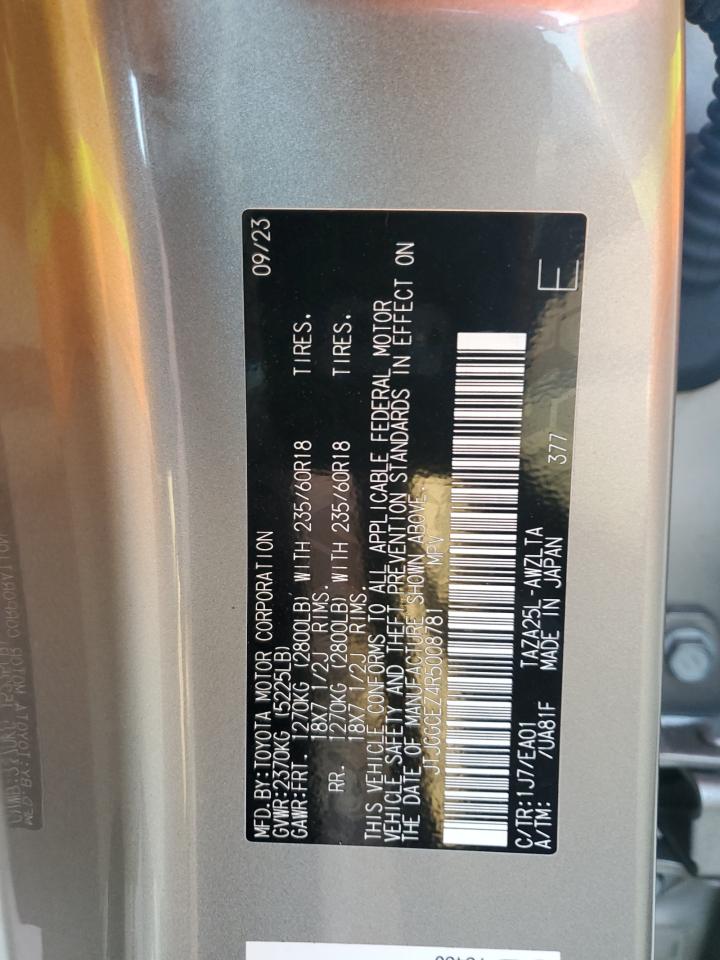 MFD.BY:TOYOTA MOTOR CORPORATION 09/23
GVWR:2370KG (5225LB)
GAWR:FRT. 1270KG (2800LB) WITH 235/60R18 TIRES.
18X7 1/2J RIMS.
RR. 1270KG (2800LB) WITH 235/60R18 TIRES.
18X7 1/2J RIMS.
THIS VEHICLE CONFORMS TO ALL APPLICABLE FEDERAL MOTOR
VEHICLE SAFETY AND THEFT PREVENTION STANDARDS IN EFFECT ON
THE DATE OF MANUFACTURE SHOWN ABOVE.
JTJCGCEZ4R5008781 MPV
C/TR:1J7/EA01 TAZA25L-AWZLTA
A/TM: /UA81F MADE IN JAPAN 377 E